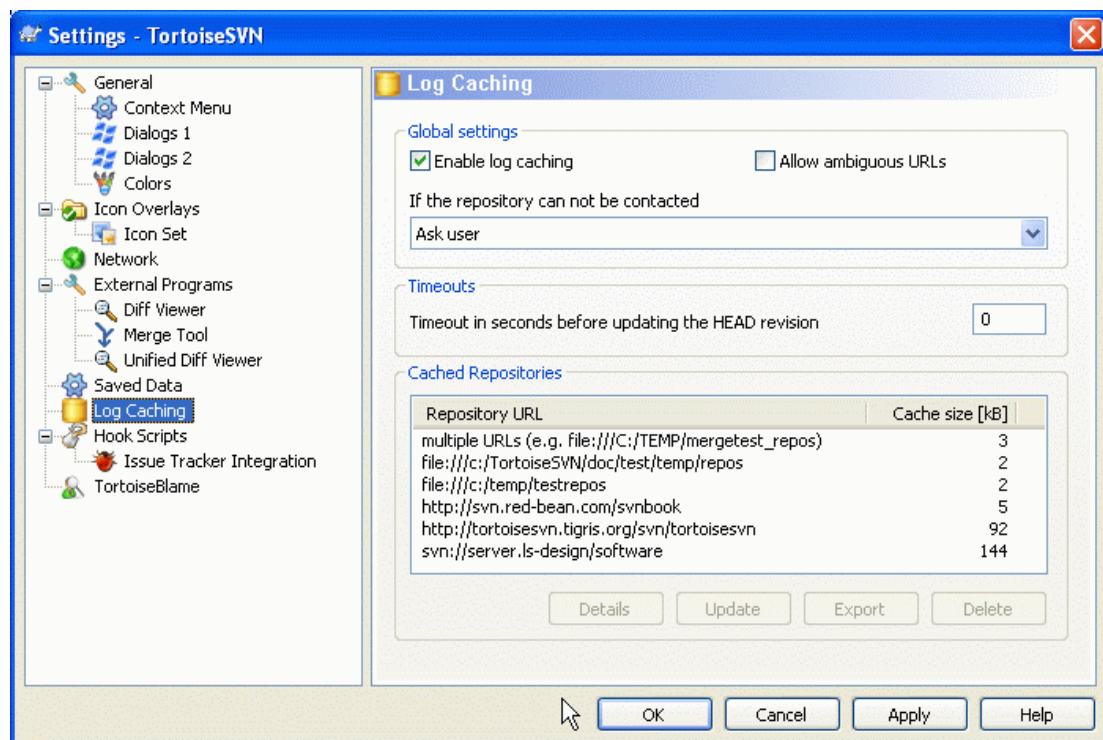 Settings - TortoiseSVN
General
Context Menu
Dialogs 1
Dialogs 2
Colors
Icon Overlays
Icon Set
Network
External Programs
Diff Viewer
Merge Tool
Unified Diff Viewer
Saved Data
Log Caching
Hook Scripts
Issue Tracker Integration
TortoiseBlame
Log Caching
Global settings
Enable log caching Allow ambiguous URLs
If the repository can not be contacted
Ask user
Timeouts
Timeout in seconds before updating the HEAD revision 0
Cached Repositories
Repository URL Cache size [kB]
multiple URLs (e.g. file:///C:/TEMP/mergetest_repos) 3
file:///c:/TortoiseSVN/doc/test/temp/repos 2
file:///c:/temp/testrepos 2
http://svn.red-bean.com/svnbook 5
http://tortoisesvn.tigris.org/svn/tortoisesvn 92
svn://server.ls-design/software 144
Details Update Export Delete
OK Cancel Apply Help